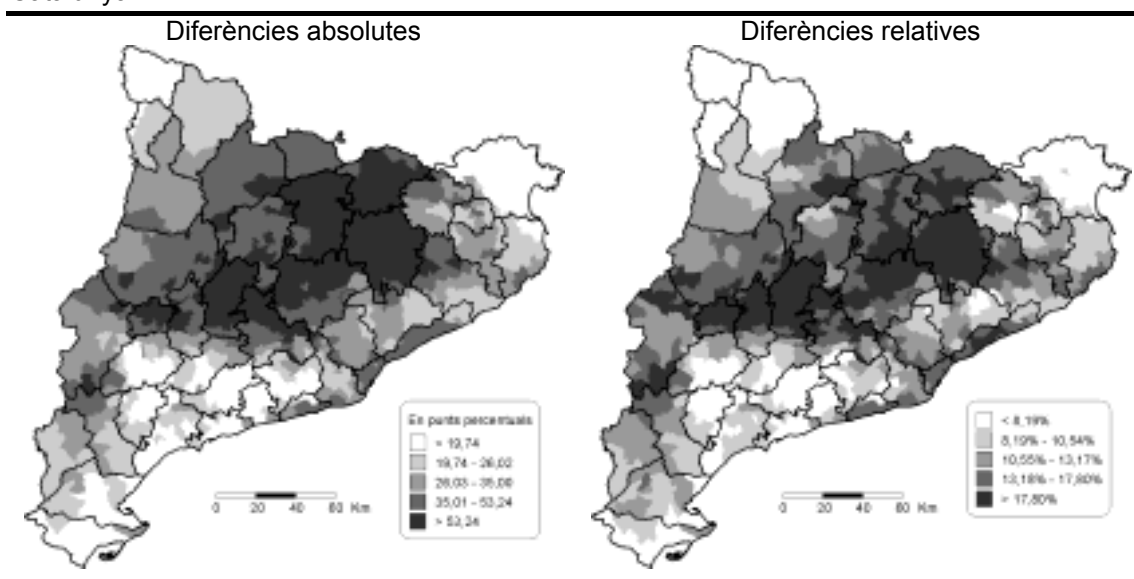 Diferències absolutes
Diferències relatives
En punts percentuals
< 19,74
19,74 - 26,02
26,03 - 35,00
35,01 - 53,24
> 53,24
0 20 40 60 Km
< 8,19%
8,19% - 10,54%
10,55% - 13,17%
13,18% - 17,80%
> 17,80%
0 20 40 60 Km